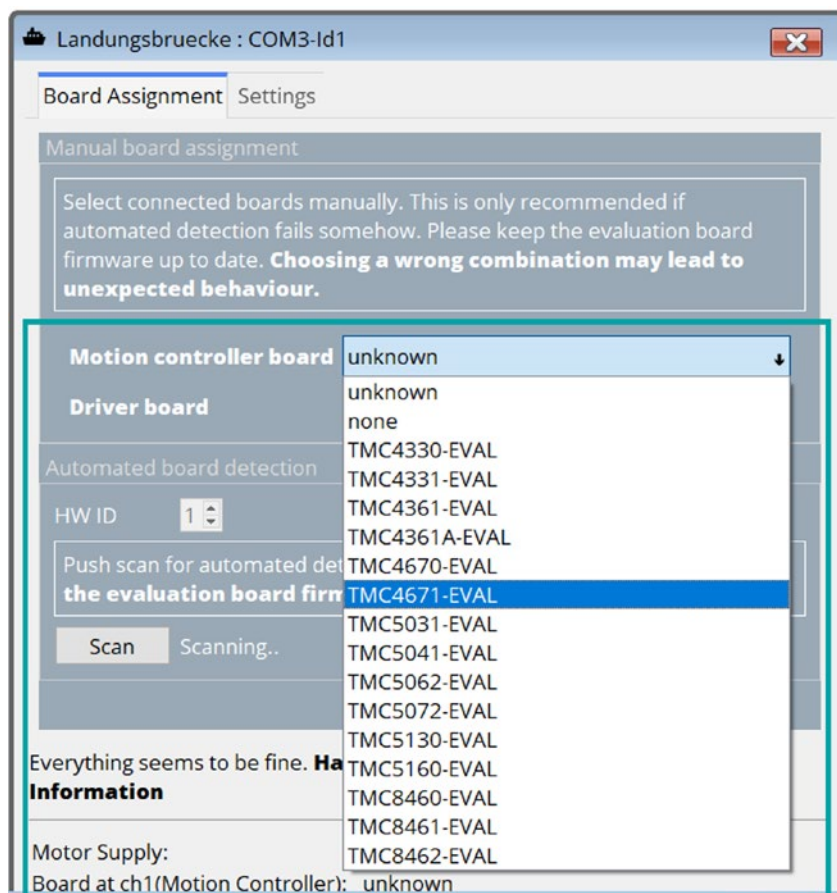 Landungsbruecke : COM3-Id1
Board Assignment Settings
Manual board assignment
Select connected boards manually. This is only recommended if
automated detection fails somehow. Please keep the evaluation board
firmware up to date. Choosing a wrong combination may lead to
unexpected behaviour.
Motion controller board unknown
Driver board
unknown
none
TMC4330-EVAL
TMC4331-EVAL
TMC4361-EVAL
TMC4361A-EVAL
TMC4670-EVAL
TMC4671-EVAL
TMC5031-EVAL
TMC5041-EVAL
TMC5062-EVAL
TMC5072-EVAL
TMC5130-EVAL
TMC5160-EVAL
TMC8460-EVAL
TMC8461-EVAL
TMC8462-EVAL
Automated board detection
HW ID 1
Push scan for automated
the evaluation board
Scan Scanning..
Everything seems to be fine.
Information
Motor Supply:
Board at ch1(Motion Controller): unknown